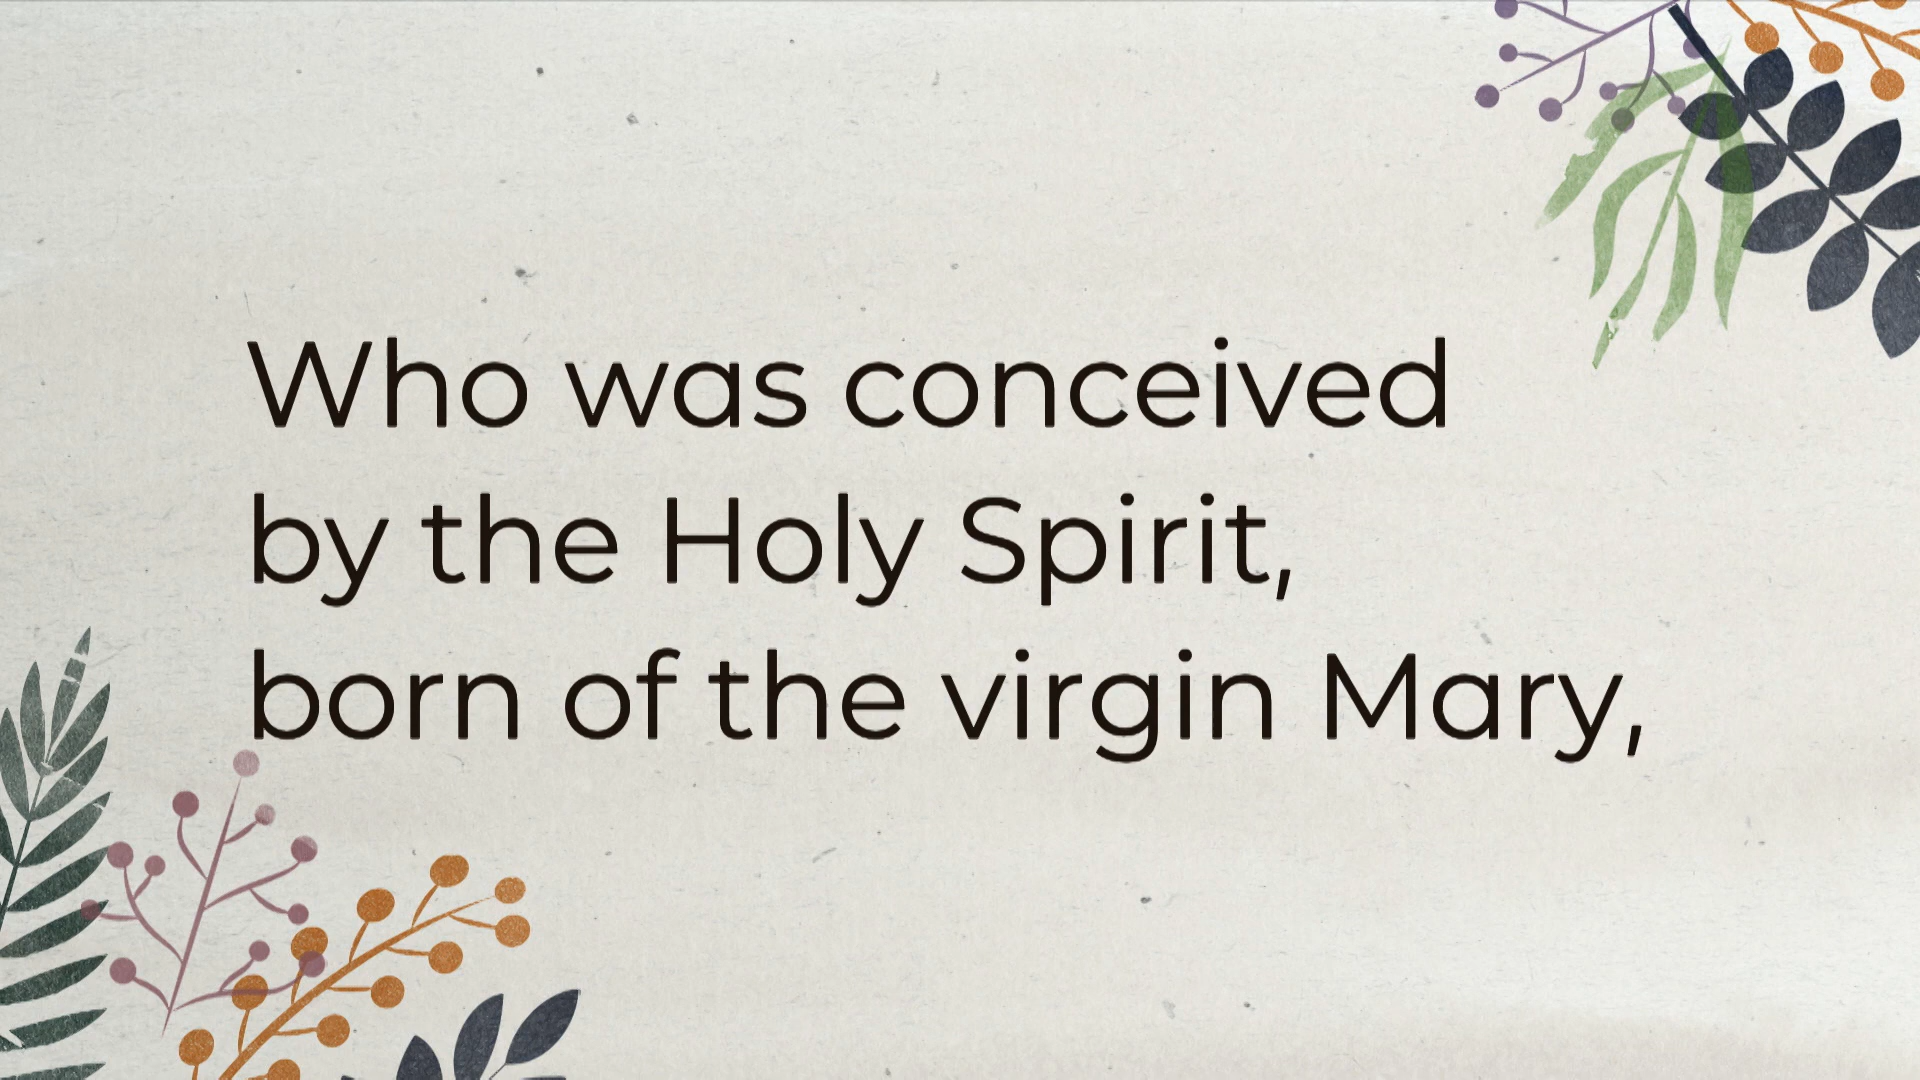 Who was conceived
by the Holy Spirit,
born of the virgin Mary,